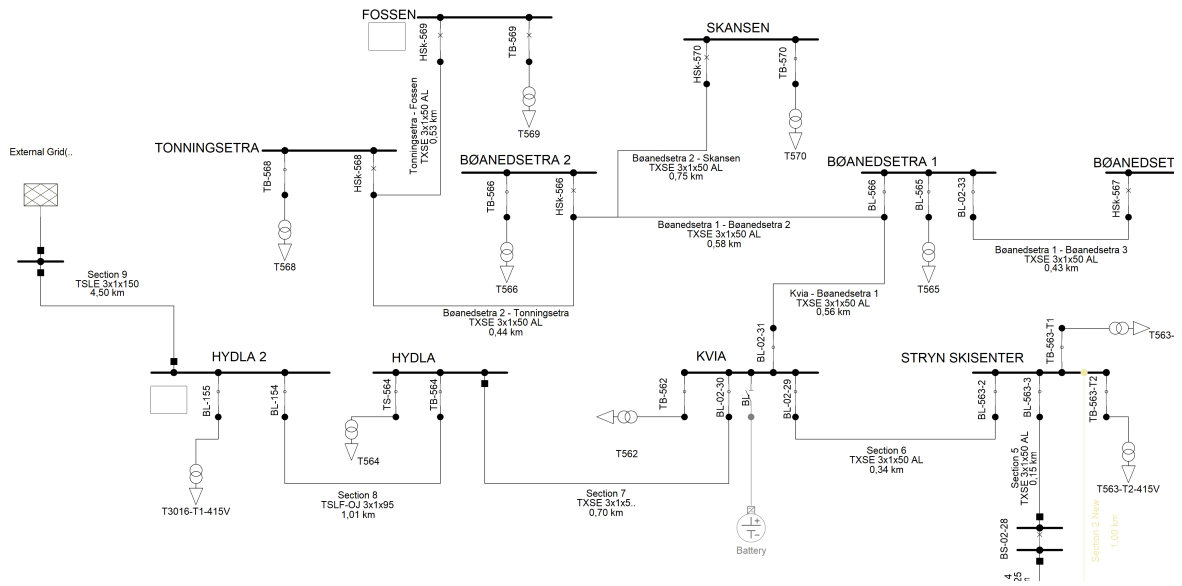 FOSSEN
HSk-569
TB-569
T569
Tonningsetra - Fossen
TXSE 3x1x50 AL
0,53 km
SKANSEN
HSk-570
TB-570
T570
External Grid(..
TONNINGSETRA
TB-568
HSk-568
T568
BØANEDSETRA 2
TB-566
HSk-566
T566
Bøanedsetra 2 - Skansen
TXSE 3x1x50 AL
0,75 km
BØANEDSETRA 1
BL-566
BL-565
BL-02-33
T565
BØANEDSET
HSk-567
Bøanedsetra 1 - Bøanedsetra 2
TXSE 3x1x50 AL
0,58 km
Bøanedsetra 1 - Bøanedsetra 3
TXSE 3x1x50 AL
0,43 km
Section 9
TSLE 3x1x150
4,50 km
Bøanedsetra 2 - Tonningsetra
TXSE 3x1x50 AL
0,44 km
Kvia - Bøanedsetra 1
TXSE 3x1x50 AL
0,56 km
HYDLA 2
BL-155
BL-154
T3016-T1-415V
HYDLA
TS-564
TB-564
T564
Section 8
TSLF-OJ 3x1x95
1,01 km
KVIA
BL-02-31
TB-562
BL-02-30
BL
BL-02-29
T562
Section 7
TXSE 3x1x5..
0,70 km
Battery
Section 6
TXSE 3x1x50 AL
0,34 km
STRYN SKISENTER
TB-563-T1
T563-
BL-563-2
BL-563-3
TB-563-T2
T563-T2-415V
Section 5
TXSE 3x1x50 AL
0,15 km
Section 2 New
1,00 km
BS-02-28
4
25